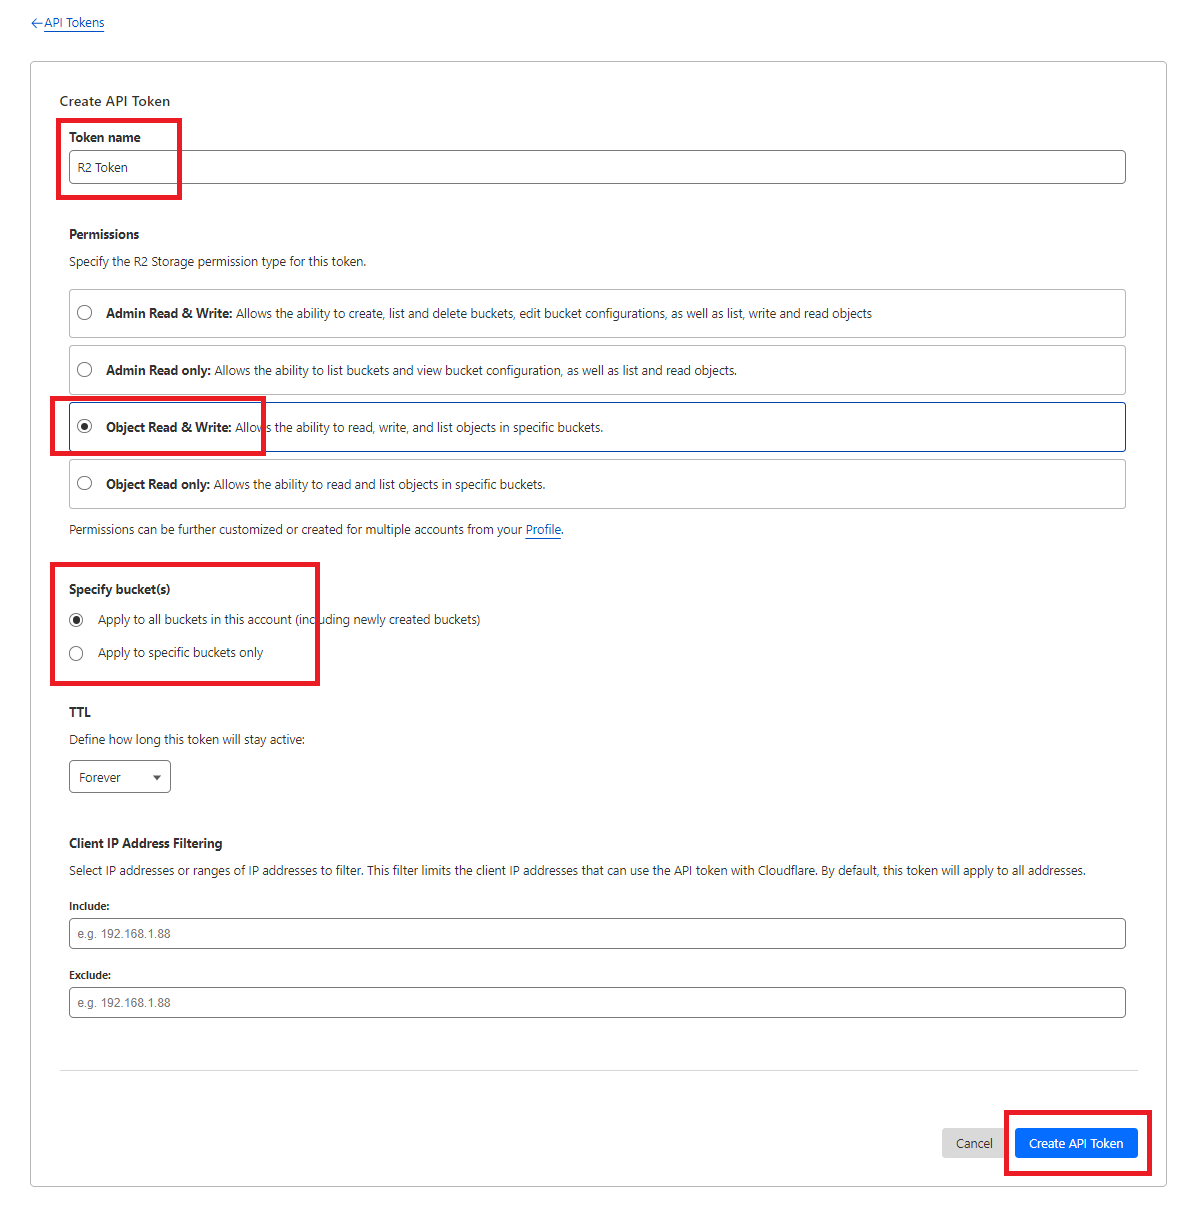 ←API Tokens
Create API Token
Token name
R2 Token
Permissions
Specify the R2 Storage permission type for this token.
Admin Read & Write: Allows the ability to create, list and delete buckets, edit bucket configurations, as well as list, write and read objects
Admin Read only: Allows the ability to list buckets and view bucket configuration, as well as list and read objects.
Object Read & Write: Allows the ability to read, write, and list objects in specific buckets.
Object Read only: Allows the ability to read and list objects in specific buckets.
Permissions can be further customized or created for multiple accounts from your Profile.
Specify bucket(s)
Apply to all buckets in this account (including newly created buckets)
Apply to specific buckets only
TTL
Define how long this token will stay active:
Forever
Client IP Address Filtering
Select IP addresses or ranges of IP addresses to filter. This filter limits the client IP addresses that can use the API token with Cloudflare. By default, this token will apply to all addresses.
Include:
e.g. 192.168.1.88
Exclude:
e.g. 192.168.1.88
Cancel
Create API Token